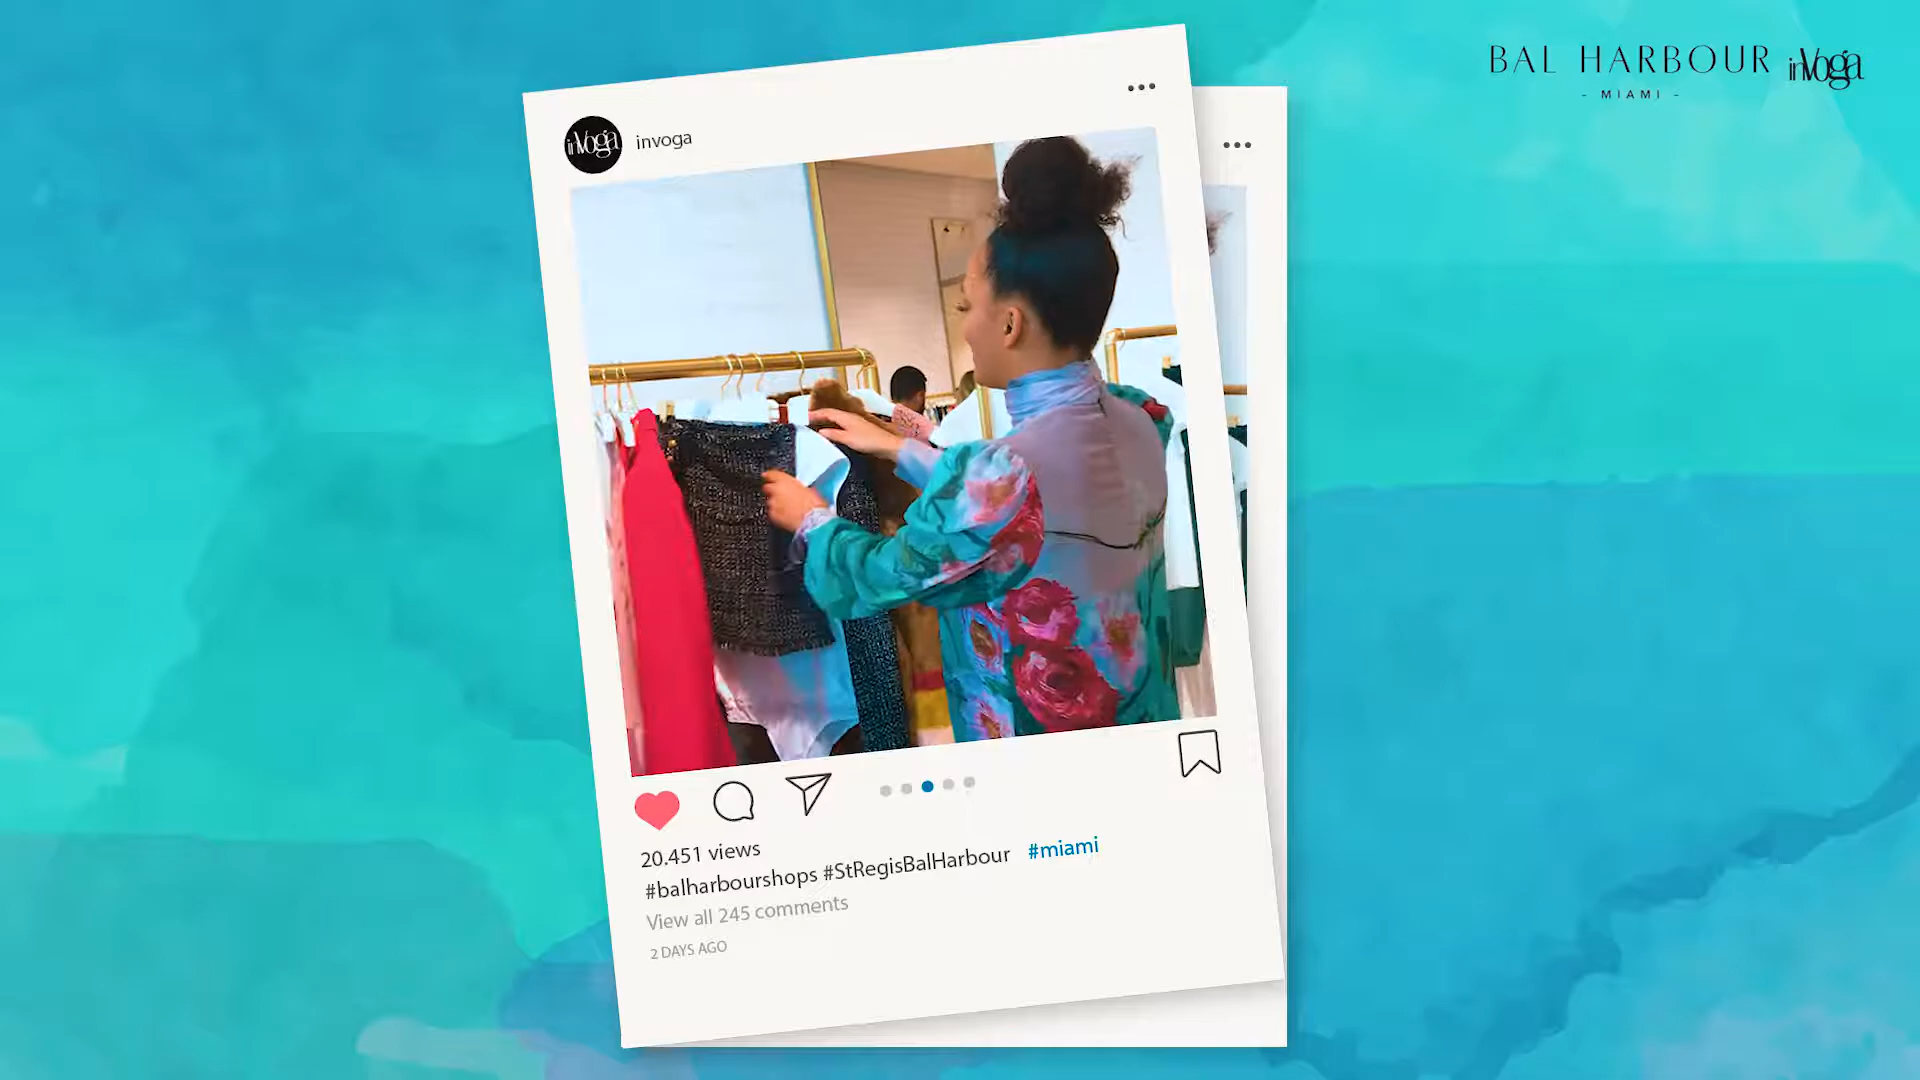 BAL HARBOUR
- MIAMI -
inVoga
inVoga
invoga
20.451 views
#balharbourshops #StRegisBalHarbour #miami
View all 245 comments
2 DAYS AGO